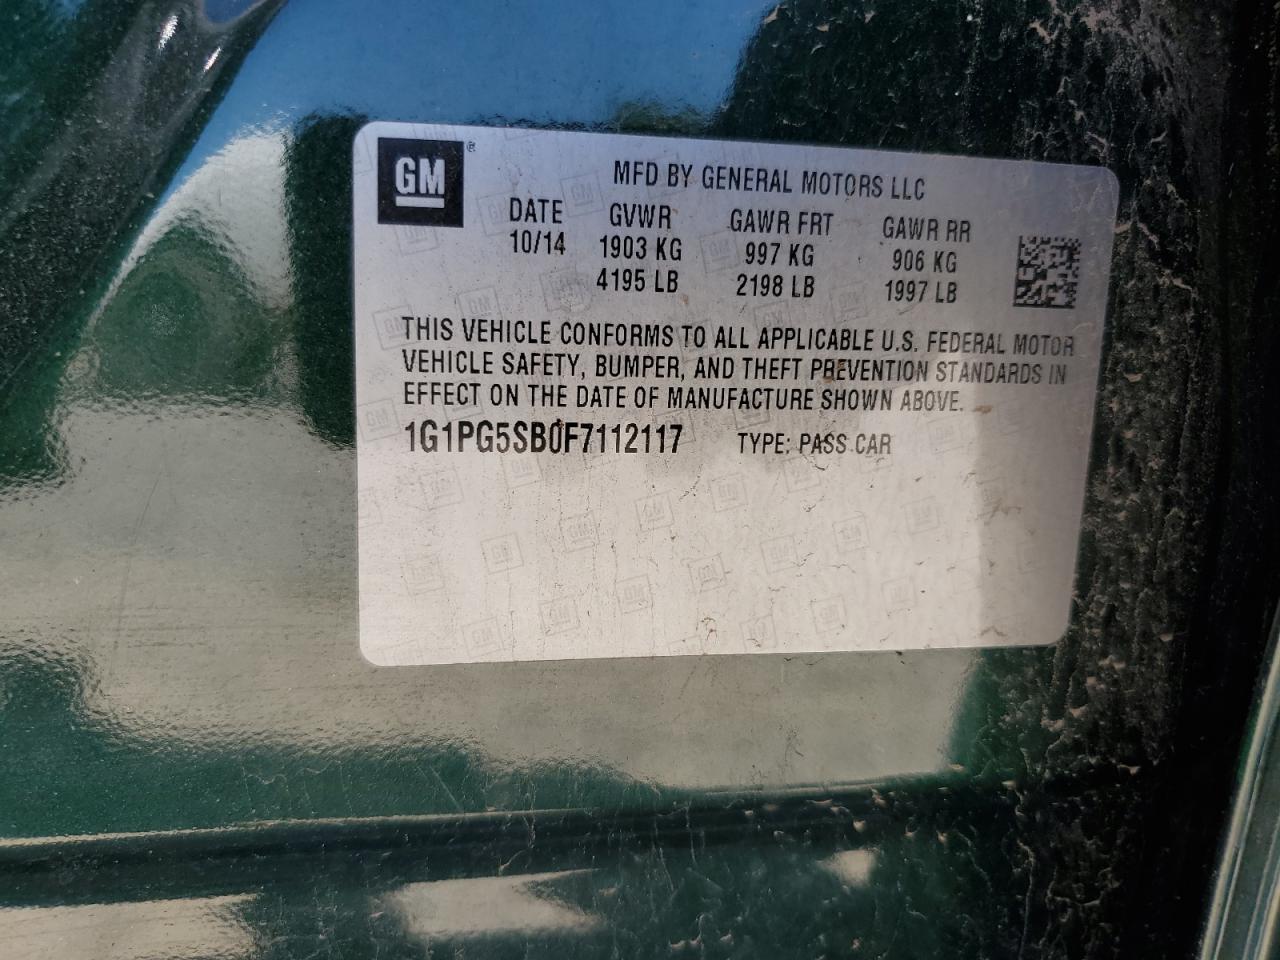 GM®
MFD BY GENERAL MOTORS LLC
DATE GVWR GAWR FRT GAWR RR
10/14 1903 KG 997 KG 906 KG
4195 LB 2198 LB 1997 LB
THIS VEHICLE CONFORMS TO ALL APPLICABLE U.S. FEDERAL MOTOR
VEHICLE SAFETY, BUMPER, AND THEFT PREVENTION STANDARDS IN
EFFECT ON THE DATE OF MANUFACTURE SHOWN ABOVE.
1G1PG5SB0F7112117 TYPE: PASS CAR